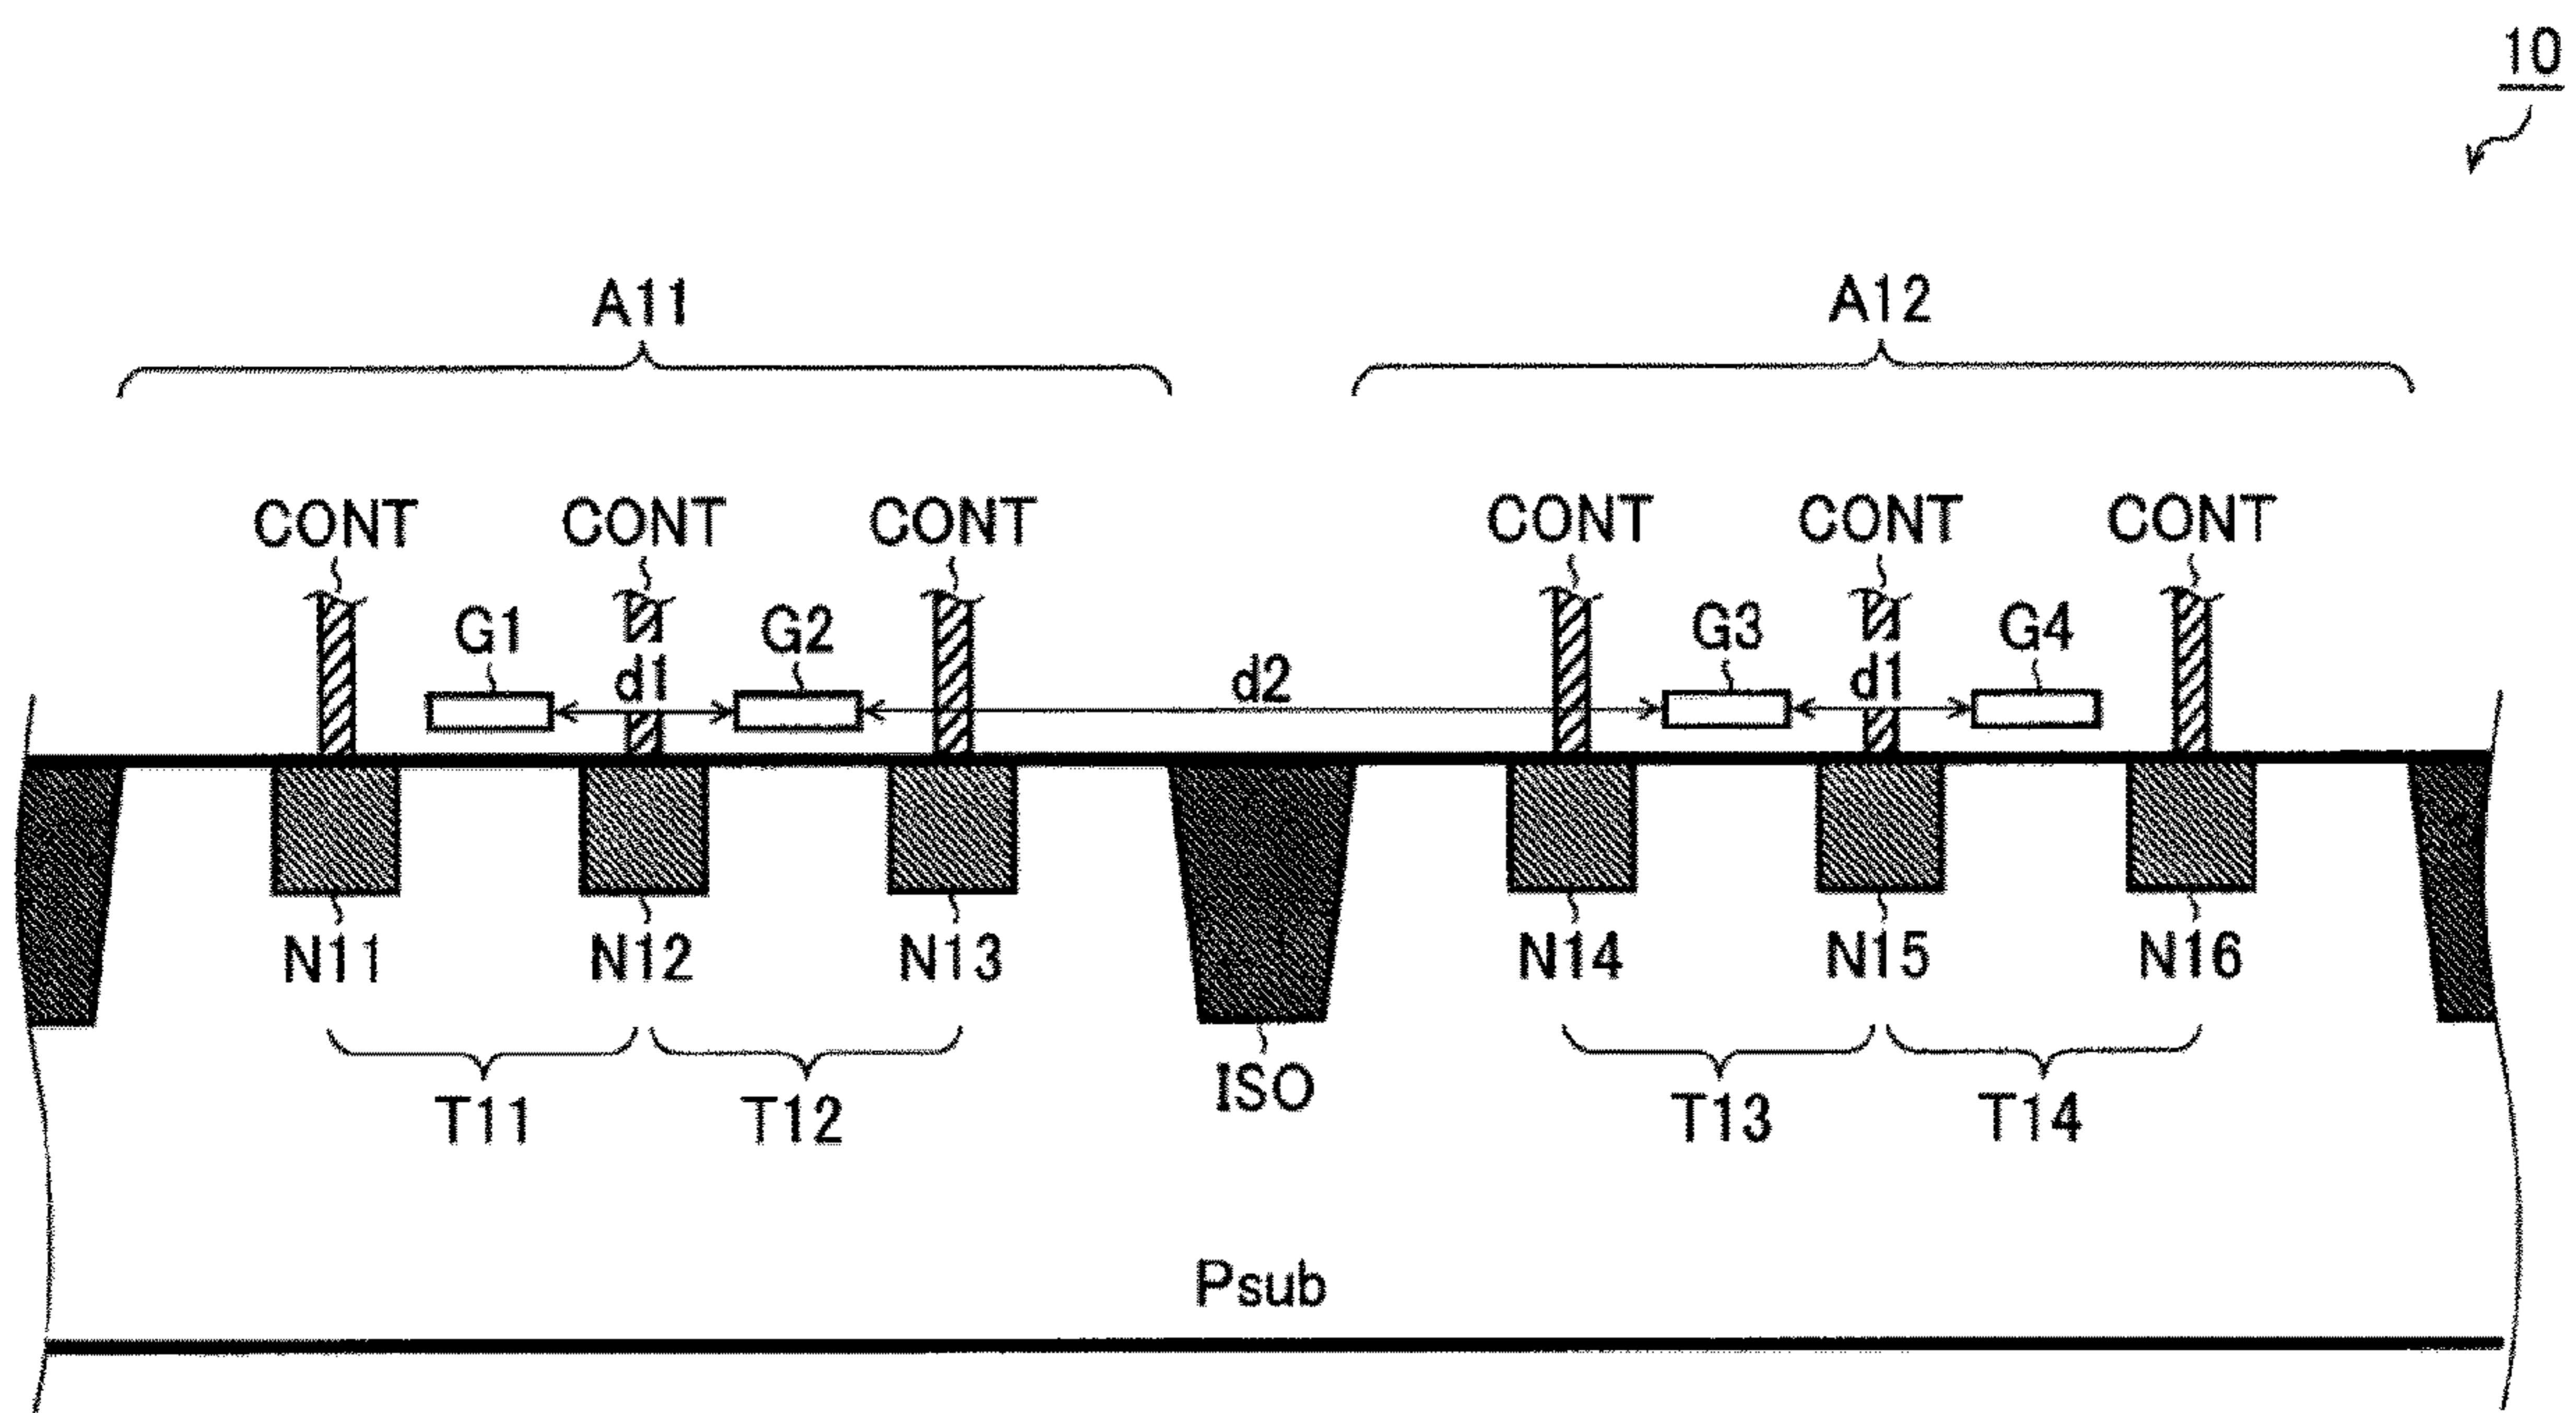 10
A11 A12
CONT CONT CONT CONT CONT CONT
G1 G2 G3 G4
d1 d2 d1
N11 N12 N13 N14 N15 N16
ISO
T11 T12 T13 T14
Psub